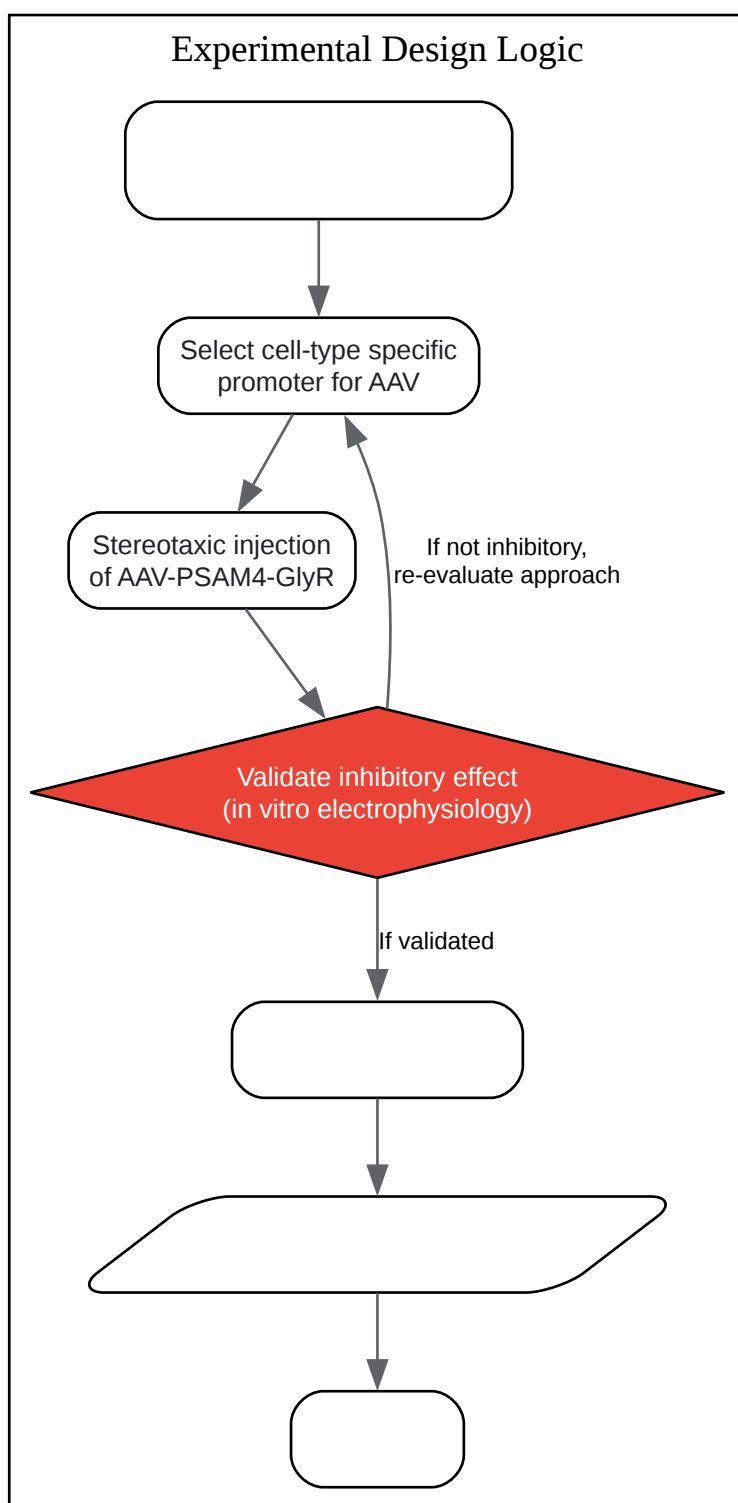 Experimental Design Logic
Select cell-type specific
promoter for AAV
Stereotaxic injection
of AAV-PSAM4-GlyR
If not inhibitory,
re-evaluate approach
Validate inhibitory effect
(in vitro electrophysiology)
If validated